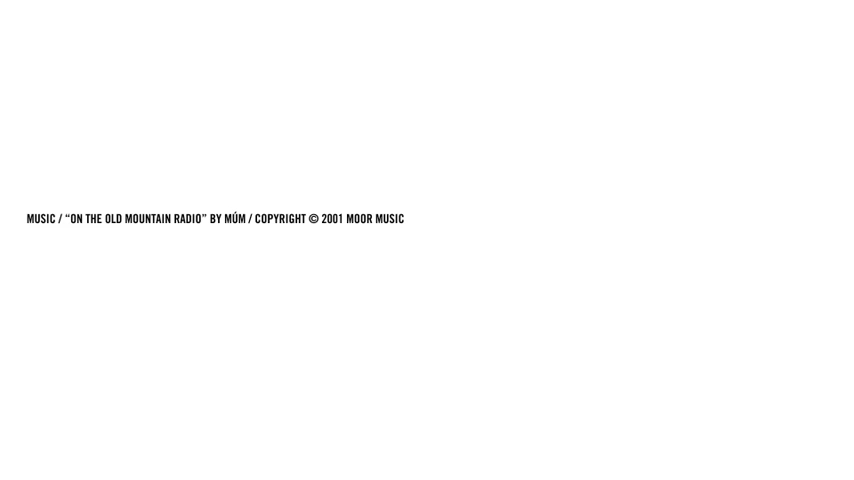 MUSIC / “ON THE OLD MOUNTAIN RADIO” BY MÚM / COPYRIGHT © 2001 MOOR MUSIC